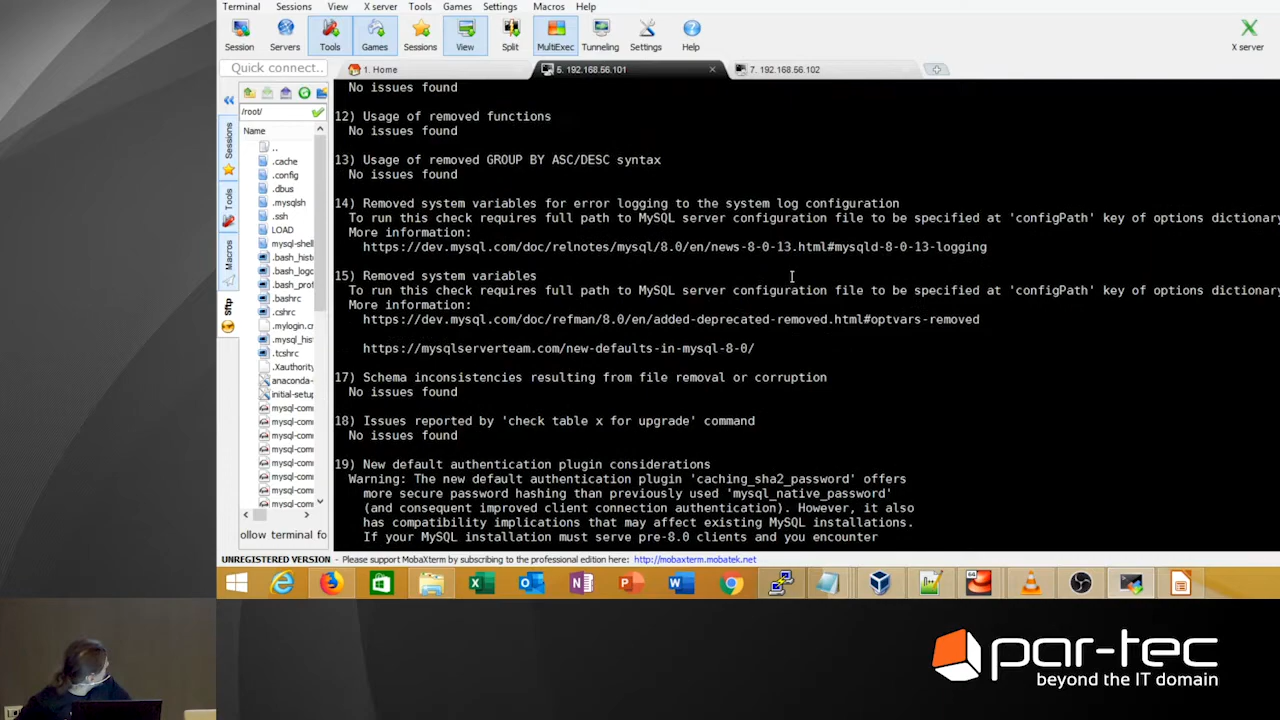 Terminal Sessions View X server Tools Games Settings Macros Help
Session Servers Tools Games Sessions View Split MultiExec Tunneling Settings Help X server
Quick connect...
1. Home
5. 192.168.56.101
7. 192.168.56.102
/root/
Name
..
.cache
.config
.dbus
.mysqlsh
.ssh
LOAD
mysql-shel
.bash_hist
.bash_logo
.bash_prof
.bashrc
.cshrc
.mylogin.cn
.mysql_his
.tcshrc
.Xauthority
anaconda-
initial-setup
mysql-com
mysql-com
mysql-com
mysql-com
mysql-com
mysql-com
mysql-com
mysql-com
ollow terminal fo
Sessions
Tools
Macros
Sftp
No issues found
12) Usage of removed functions
No issues found
13) Usage of removed GROUP BY ASC/DESC syntax
No issues found
14) Removed system variables for error logging to the system log configuration
To run this check requires full path to MySQL server configuration file to be specified at 'configPath' key of options dictionary
More information:
https://dev.mysql.com/doc/relnotes/mysql/8.0/en/news-8-0-13.html#mysqld-8-0-13-logging
15) Removed system variables
To run this check requires full path to MySQL server configuration file to be specified at 'configPath' key of options dictionary
More information:
https://dev.mysql.com/doc/refman/8.0/en/added-deprecated-removed.html#optvars-removed
https://mysqlserverteam.com/new-defaults-in-mysql-8-0/
17) Schema inconsistencies resulting from file removal or corruption
No issues found
18) Issues reported by 'check table x for upgrade' command
No issues found
19) New default authentication plugin considerations
Warning: The new default authentication plugin 'caching_sha2_password' offers
more secure password hashing than previously used 'mysql_native_password'
(and consequent improved client connection authentication). However, it also
has compatibility implications that may affect existing MySQL installations.
If your MySQL installation must serve pre-8.0 clients and you encounter
UNREGISTERED VERSION - Please support MobaXterm by subscribing to the professional edition here: http://mobaxterm.mobatek.net
par-tec
beyond the IT domain